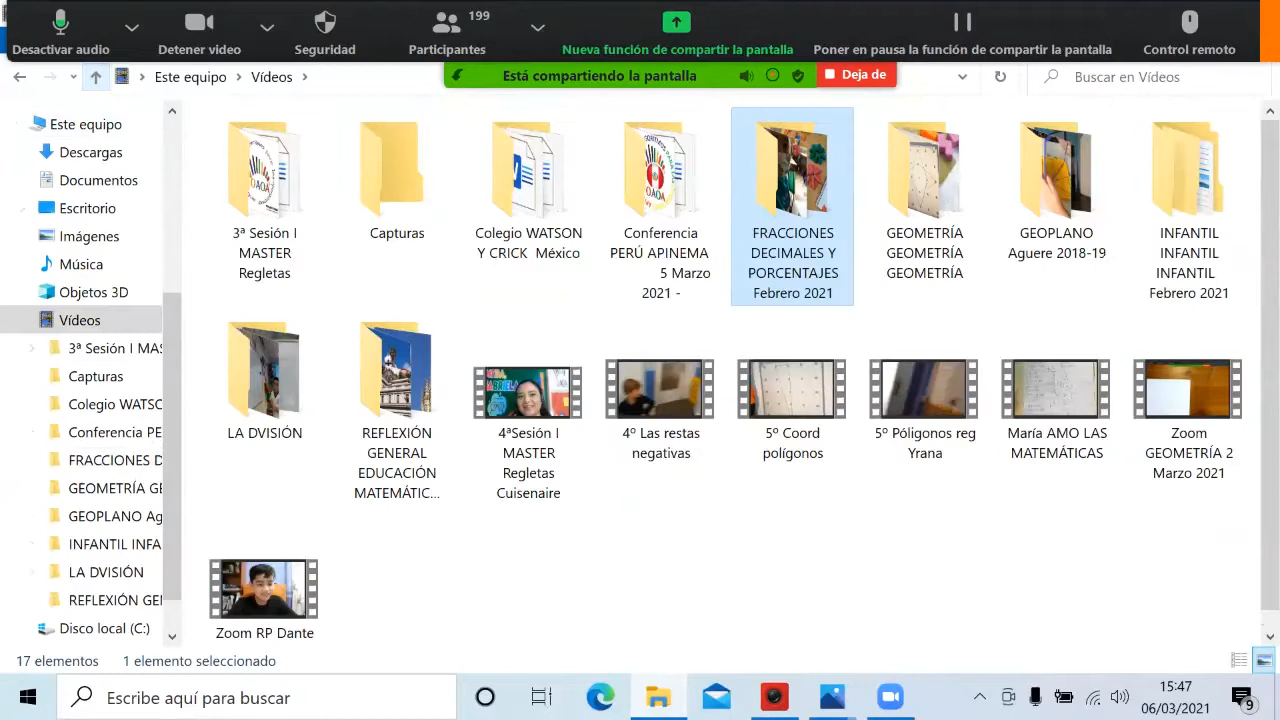 199
Desactivar audio
Detener video
Seguridad
Participantes
Nueva función de compartir la pantalla
Poner en pausa la función de compartir la pantalla
Control remoto
Está compartiendo la pantalla
Deja de
Este equipo
Vídeos
Buscar en Vídeos
Este equipo
Descargas
Documentos
Escritorio
Imágenes
Música
Objetos 3D
Vídeos
3ª Sesión I MAS
Capturas
Colegio WATSC
Conferencia PE
FRACCIONES D
GEOMETRÍA GE
GEOPLANO Ag
INFANTIL INFA
LA DVISIÓN
REFLEXIÓN GEI
Disco local (C:)
3ª Sesión I
MASTER
Regletas
Capturas
Colegio WATSON
Y CRICK México
Conferencia
PERÚ APINEMA
5 Marzo
2021 -
FRACCIONES
DECIMALES Y
PORCENTAJES
Febrero 2021
GEOMETRÍA
GEOMETRÍA
GEOMETRÍA
GEOPLANO
Aguere 2018-19
INFANTIL
INFANTIL
INFANTIL
Febrero 2021
LA DVISIÓN
REFLEXIÓN
GENERAL
EDUCACIÓN
MATEMÁTIC...
4ªSesión I
MASTER
Regletas
Cuisenaire
4º Las restas
negativas
5º Coord
polígonos
5º Póligonos reg
Yrana
María AMO LAS
MATEMÁTICAS
Zoom
GEOMETRÍA 2
Marzo 2021
Zoom RP Dante
17 elementos
1 elemento seleccionado
Escribe aquí para buscar
15:47
06/03/2021
9